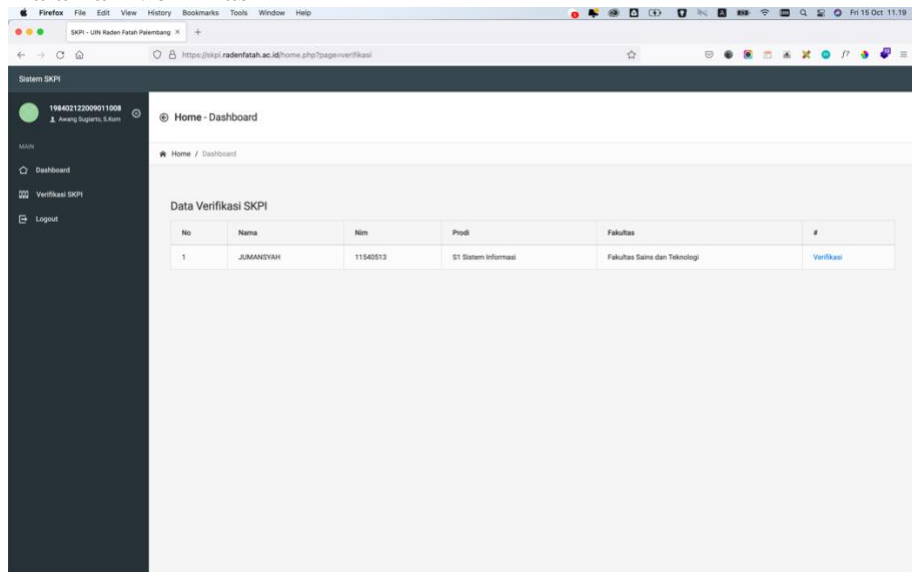 Firefox File Edit View History Bookmarks Tools Window Help Fri 15 Oct 11.19
SKPI - UIN Raden Fatah Palembang
https://skpi.radenfatah.ac.id/home.php?page=verifikasi
Sistem SKPI
198402122009011008
Awang Sugiarto, S.Kom
Home - Dashboard
MAIN
Home / Dashboard
Dashboard
Verifikasi SKPI
Logout
Data Verifikasi SKPI
No Nama Nim Prodi Fakultas #
1 JUMANSYAH 11540513 S1 Sistem Informasi Fakultas Sains dan Teknologi Verifikasi